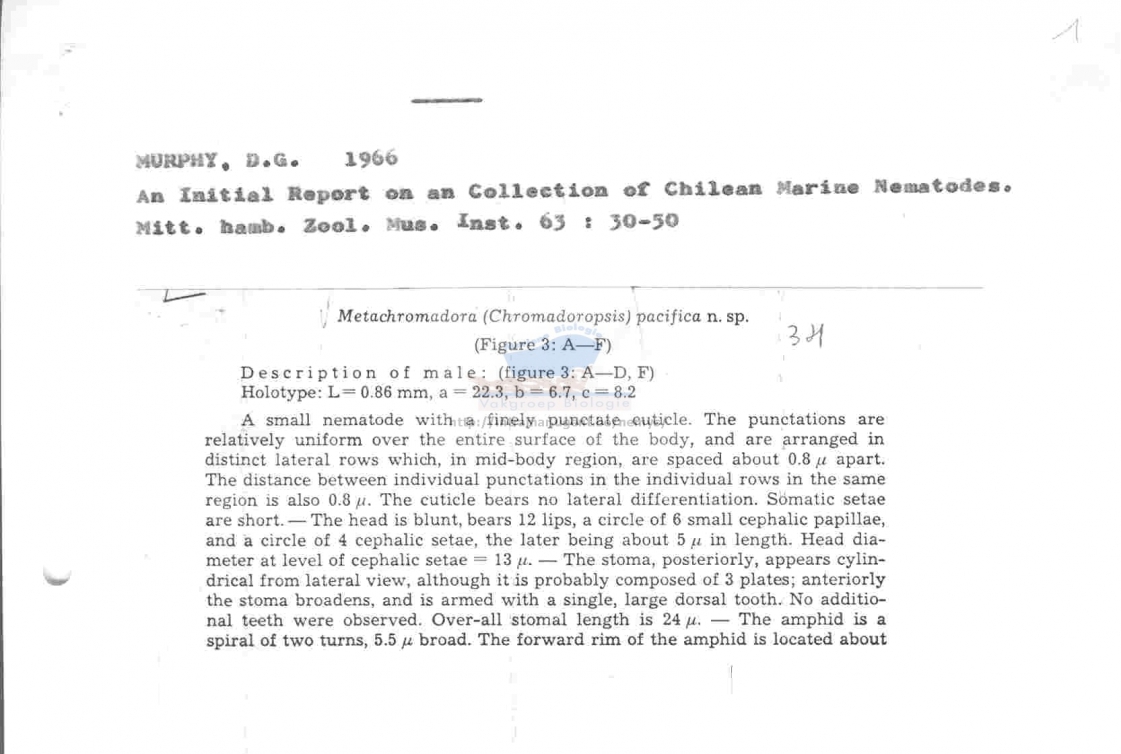 1
MURPHY, D.G. 1966
An Initial Report on an Collection of Chilean Marine Nematodes.
Mitt. hamb. Zool. Mus. Inst. 63 : 30-50
Metachromadora (Chromadoropsis) pacifica n. sp.
(Figure 3: A—F)
34
Description of male: (figure 3: A—D, F)
Holotype: L= 0.86 mm, a = 22.3, b = 6.7, c = 8.2
Vakgroep Biologie
A small nematode with a finely punctate cuticle. The punctations are
relatively uniform over the entire surface of the body, and are arranged in
distinct lateral rows which, in mid-body region, are spaced about 0.8 μ apart.
The distance between individual punctations in the individual rows in the same
region is also 0.8 μ. The cuticle bears no lateral differentiation. Somatic setae
are short. — The head is blunt, bears 12 lips, a circle of 6 small cephalic papillae,
and a circle of 4 cephalic setae, the later being about 5 μ in length. Head dia-
meter at level of cephalic setae = 13 μ. — The stoma, posteriorly, appears cylin-
drical from lateral view, although it is probably composed of 3 plates; anteriorly
the stoma broadens, and is armed with a single, large dorsal tooth. No additio-
nal teeth were observed. Over-all stomal length is 24 μ. — The amphid is a
spiral of two turns, 5.5 μ broad. The forward rim of the amphid is located about